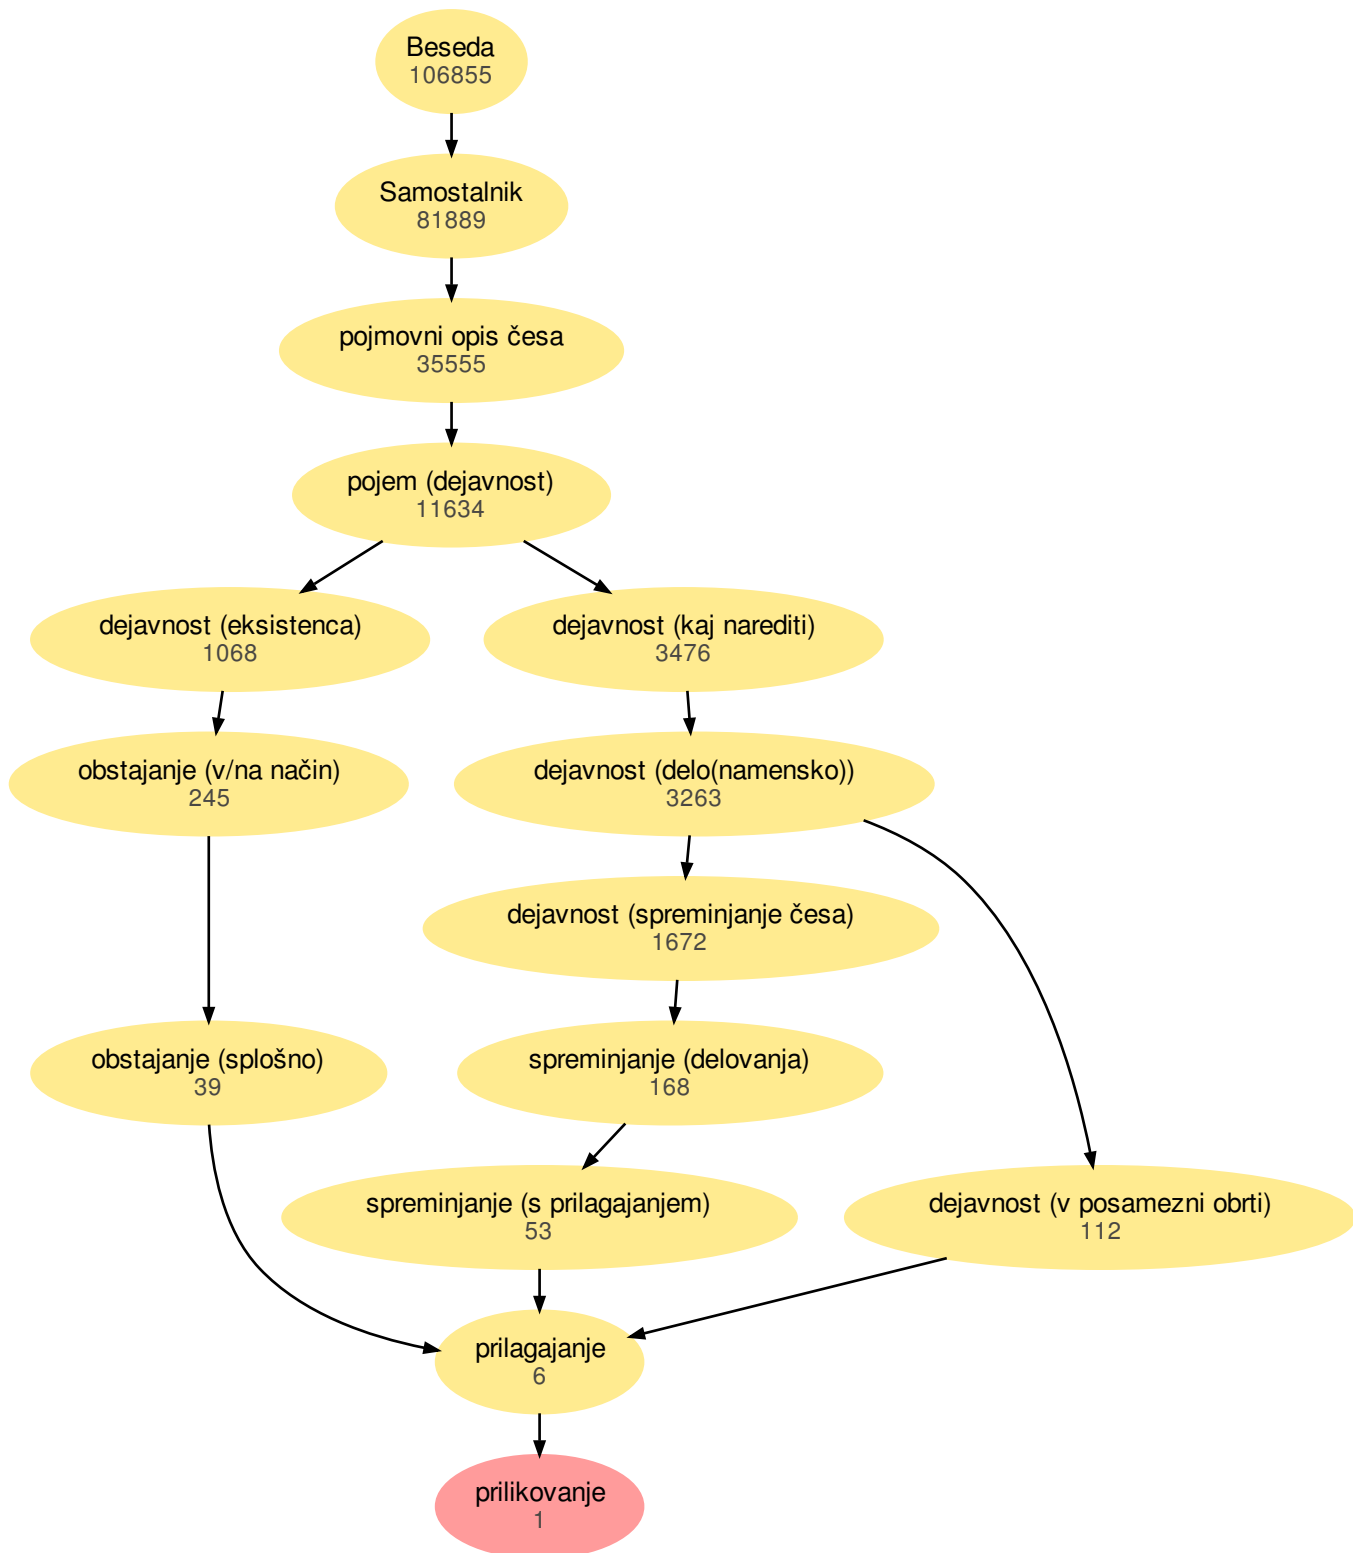 Beseda
106855
Samostalnik
81889
pojmovni opis česa
35555
pojem (dejavnost)
11634
dejavnost (eksistenca)
1068
dejavnost (kaj narediti)
3476
obstajanje (v/na način)
245
dejavnost (delo(namensko))
3263
dejavnost (spreminjanje česa)
1672
obstajanje (splošno)
39
spreminjanje (delovanja)
168
spreminjanje (s prilagajanjem)
53
dejavnost (v posamezni obrti)
112
prilagajanje
6
prilikovanje
1